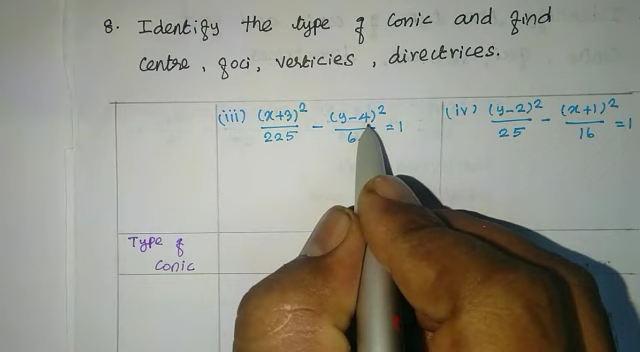 8. Identify the type of Conic and find
Centre, foci, verticies, directrices.
(iii) (x+3)²/225 - (y-4)²/6 =1
(iv) (y-2)²/25 - (x+1)²/16 =1
Type of
Conic